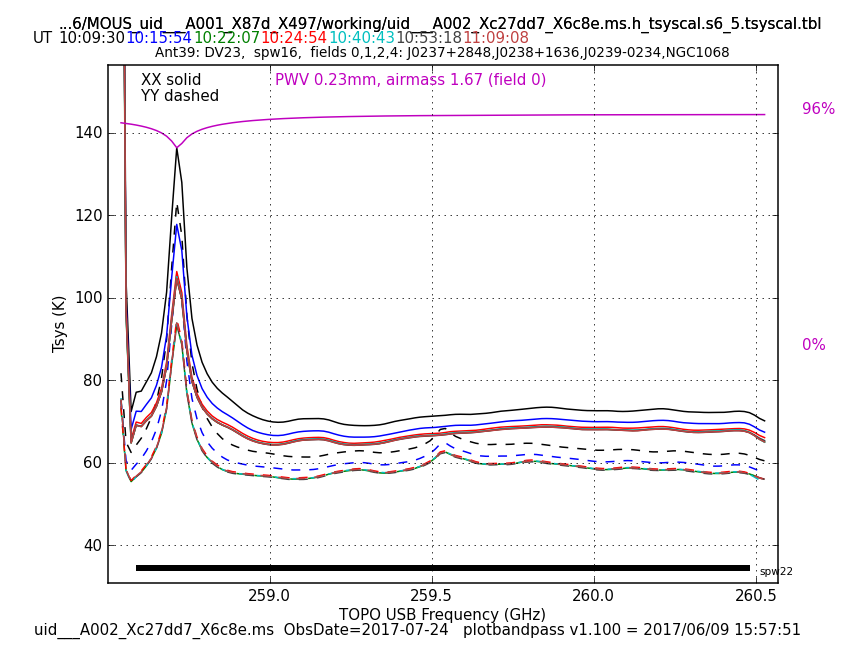 ...6/MOUS_uid___A001_X87d_X497/working/uid___A002_Xc27dd7_X6c8e.ms.h_tsyscal.s6_5.tsyscal.tbl
UT 10:09:30 10:15:54 10:22:07 10:24:54 10:40:43 10:53:18 11:09:08
Ant39: DV23, spw16, fields 0,1,2,4: J0237+2848,J0238+1636,J0239-0234,NGC1068
XX solid
YY dashed
PWV 0.23mm, airmass 1.67 (field 0)
96%
0%
140
120
100
80
60
40
Tsys (K)
spw22
259.0 259.5 260.0 260.5
TOPO USB Frequency (GHz)
uid___A002_Xc27dd7_X6c8e.ms ObsDate=2017-07-24 plotbandpass v1.100 = 2017/06/09 15:57:51